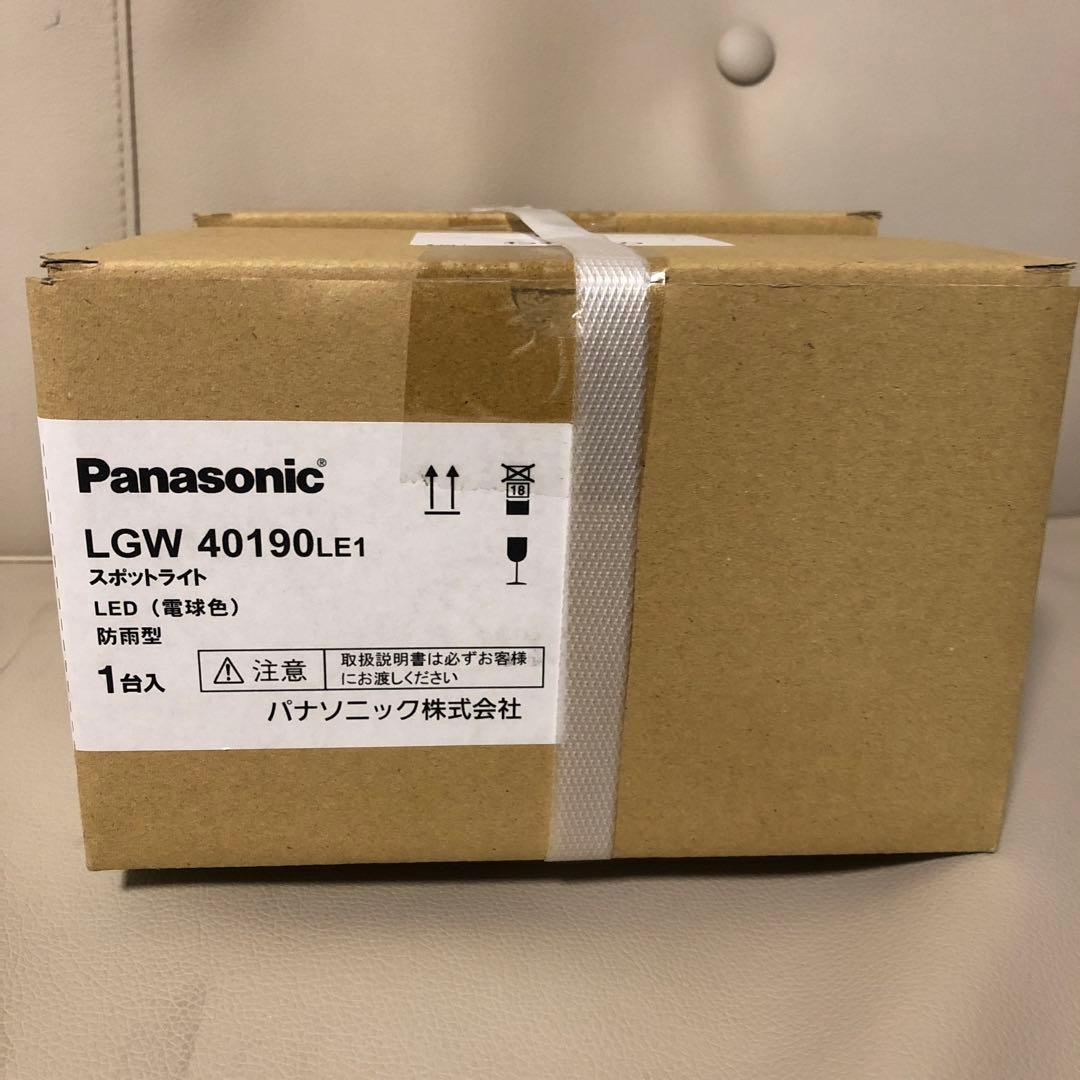 Panasonic®
LGW 40190LE1
スポットライト
LED（電球色）
防雨型
1台入
18
注意
取扱説明書は必ずお客様
にお渡しください
パナソニック株式会社